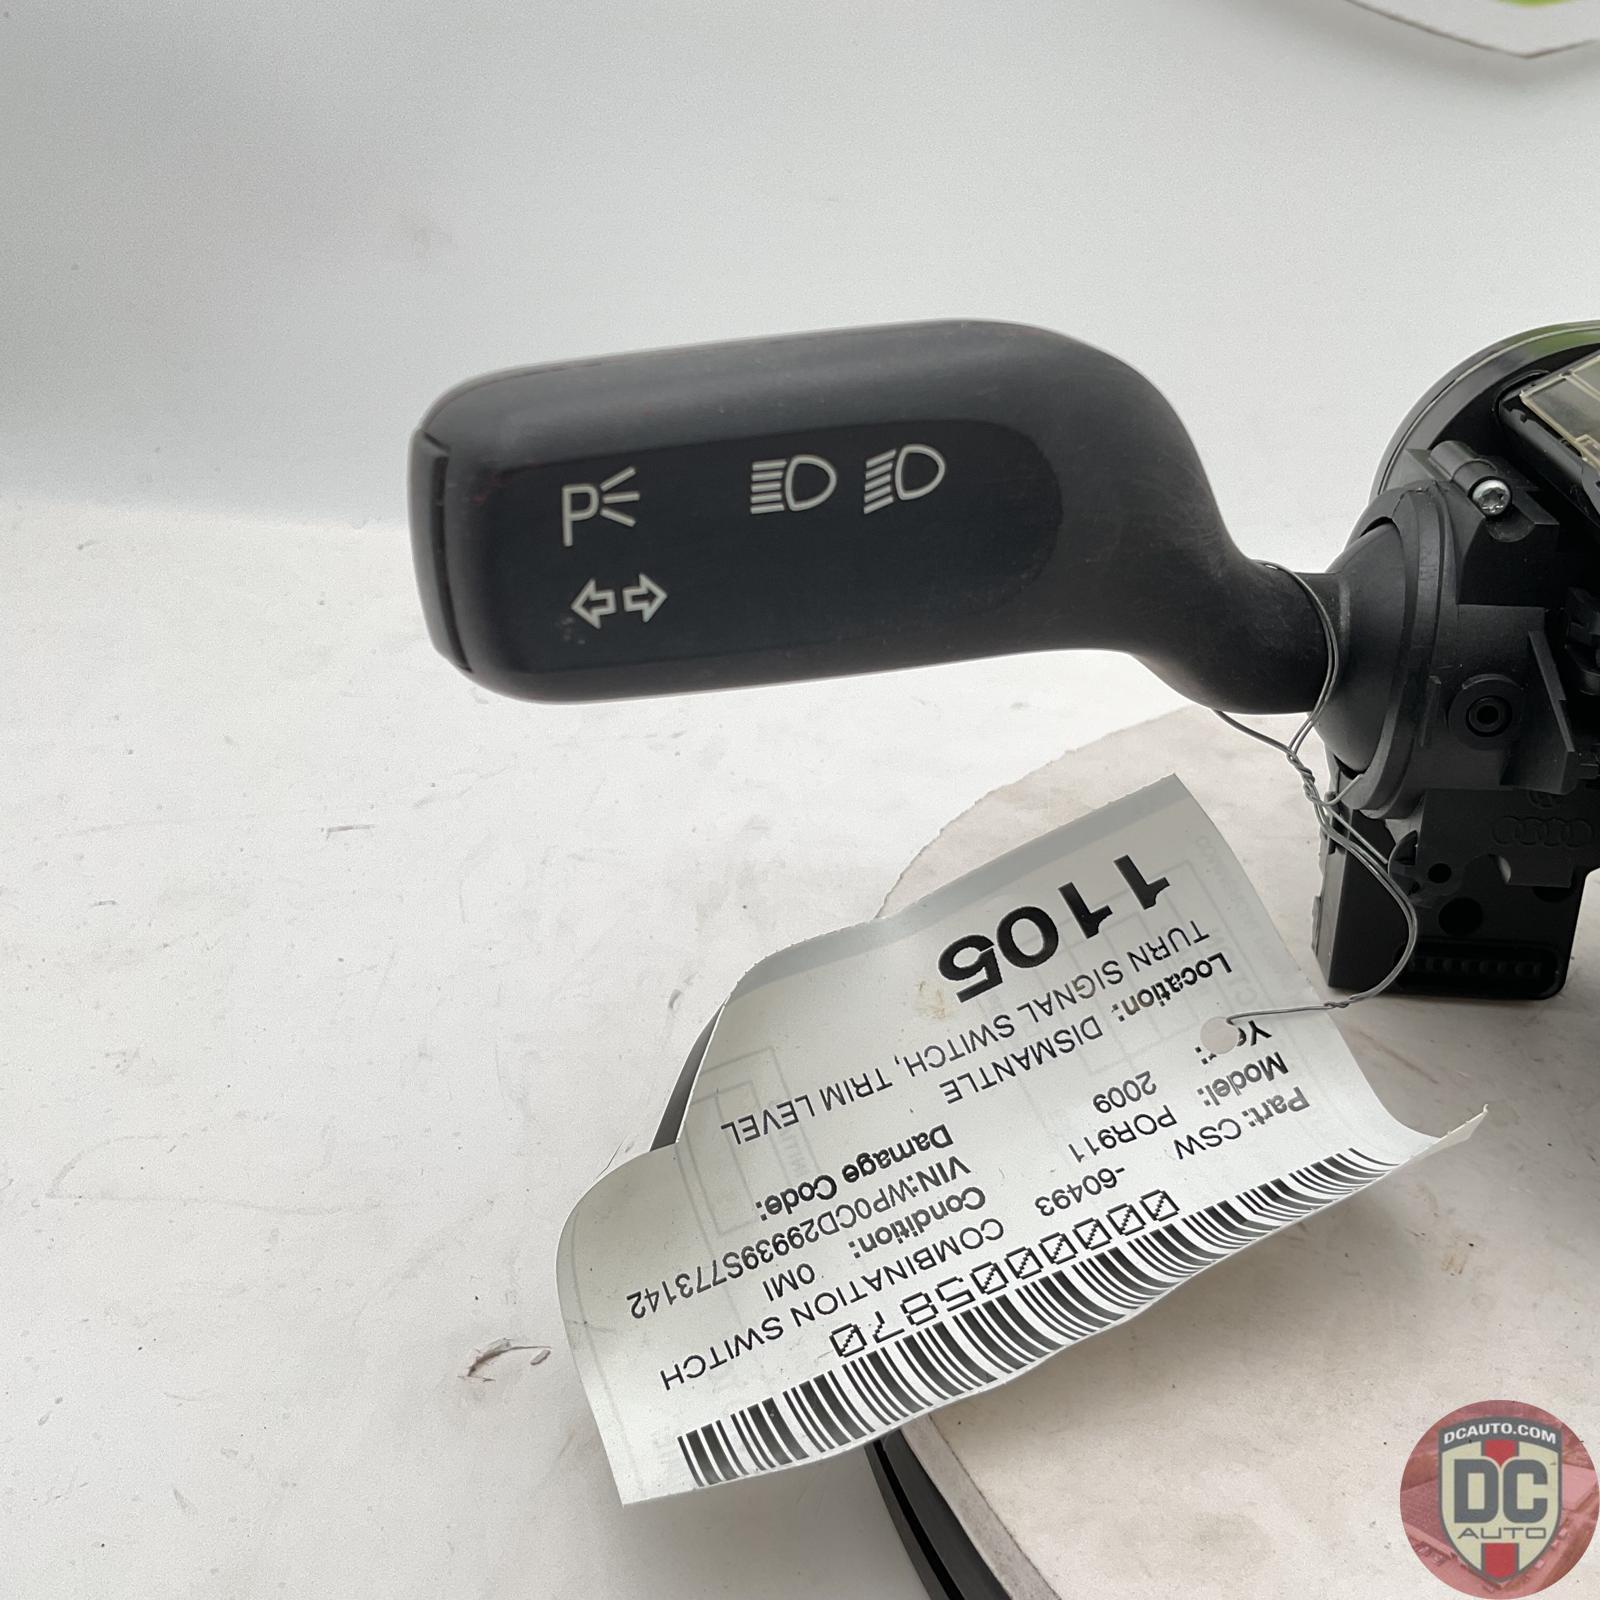 P
0000005870
Part: CSW -60493 COMBINATION SWITCH
Model: POR911 Condition: 0MI
Year: 2009 VIN:WP0CD29939S773142
Location: DISMANTLE Damage Code:
TURN SIGNAL SWITCH, TRIM LEVEL
1105
DCAUTO.COM
DC
AUTO